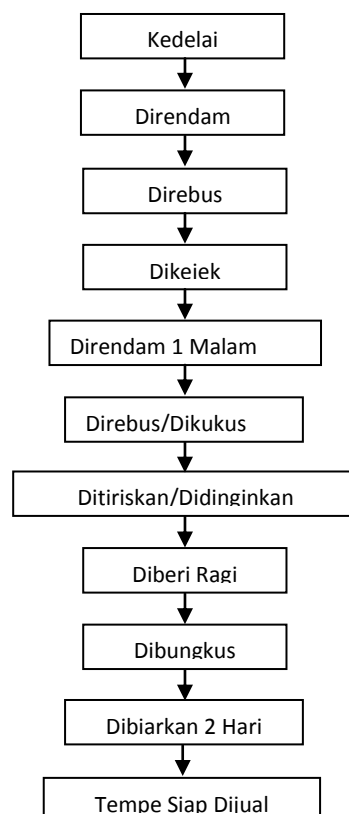 Kedelai
Direndam
Direbus
Dikeiek
Direndam 1 Malam
Direbus/Dikukus
Ditiriskan/Didinginkan
Diberi Ragi
Dibungkus
Dibiarkan 2 Hari
Tempe Siap Dijual